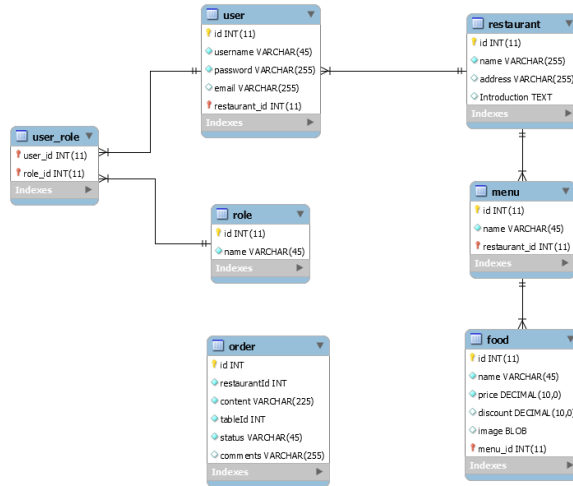 user
id INT(11)
username VARCHAR(45)
password VARCHAR(255)
email VARCHAR(255)
restaurant_id INT(11)
Indexes
restaurant
id INT(11)
name VARCHAR(255)
address VARCHAR(255)
Introduction TEXT
Indexes
user_role
user_id INT(11)
role_id INT(11)
Indexes
role
id INT(11)
name VARCHAR(45)
Indexes
menu
id INT(11)
name VARCHAR(45)
restaurant_id INT(11)
Indexes
order
id INT
restaurantId INT
content VARCHAR(225)
tableId INT
status VARCHAR(45)
comments VARCHAR(255)
Indexes
food
id INT(11)
name VARCHAR(45)
price DECIMAL(10,0)
discount DECIMAL(10,0)
image BLOB
menu_id INT(11)
Indexes